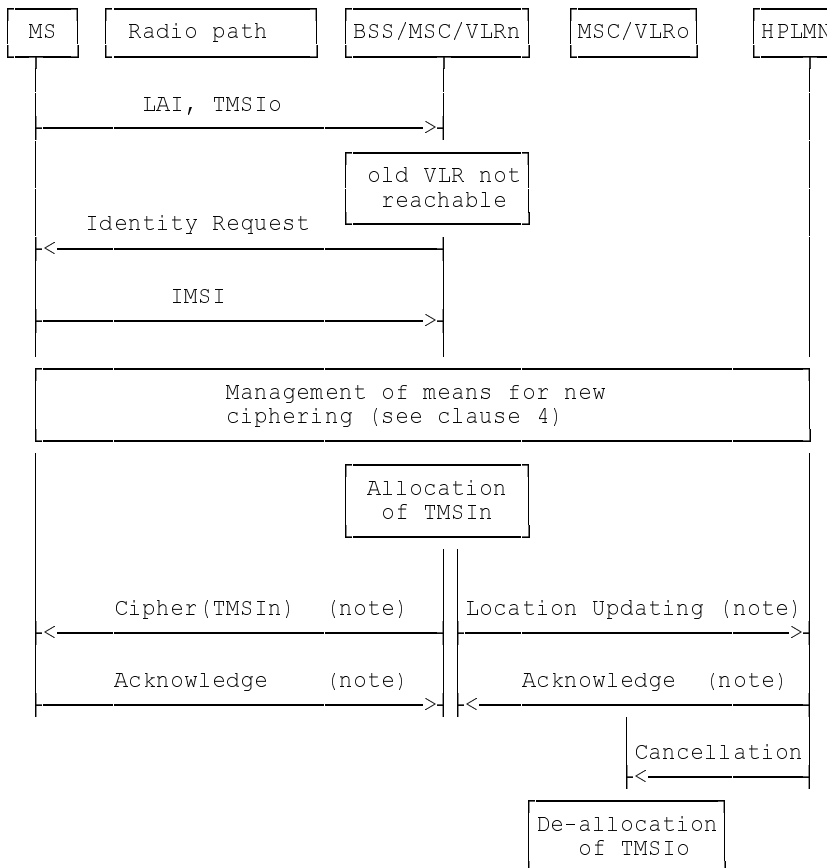 MS Radio path BSS/MSC/VLRn MSC/VLRo HPLMN
LAI, TMSIo
old VLR not
reachable
Identity Request
IMSI
Management of means for new
ciphering (see clause 4)
Allocation
of TMSIn
Cipher(TMSIn) (note) Location Updating (note)
Acknowledge (note) Acknowledge (note)
Cancellation
De-allocation
of TMSIo